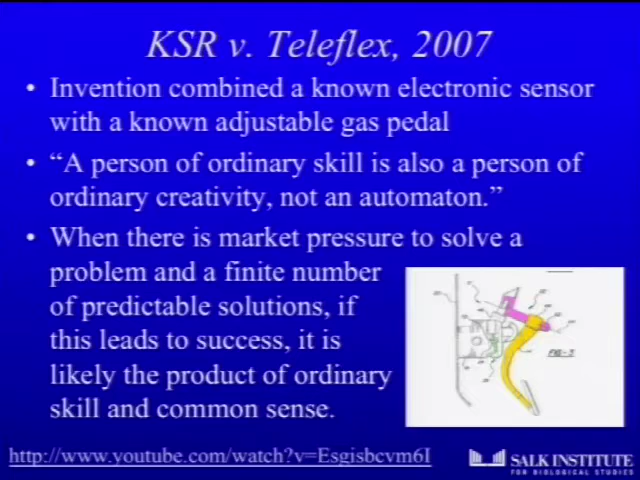 KSR v. Teleflex, 2007
• Invention combined a known electronic sensor
with a known adjustable gas pedal
• “A person of ordinary skill is also a person of
ordinary creativity, not an automaton.”
• When there is market pressure to solve a
problem and a finite number
of predictable solutions, if
this leads to success, it is
likely the product of ordinary
skill and common sense.
http://www.youtube.com/watch?v=Esgisbcvm6I
SALK INSTITUTE
FOR BIOLOGICAL STUDIES